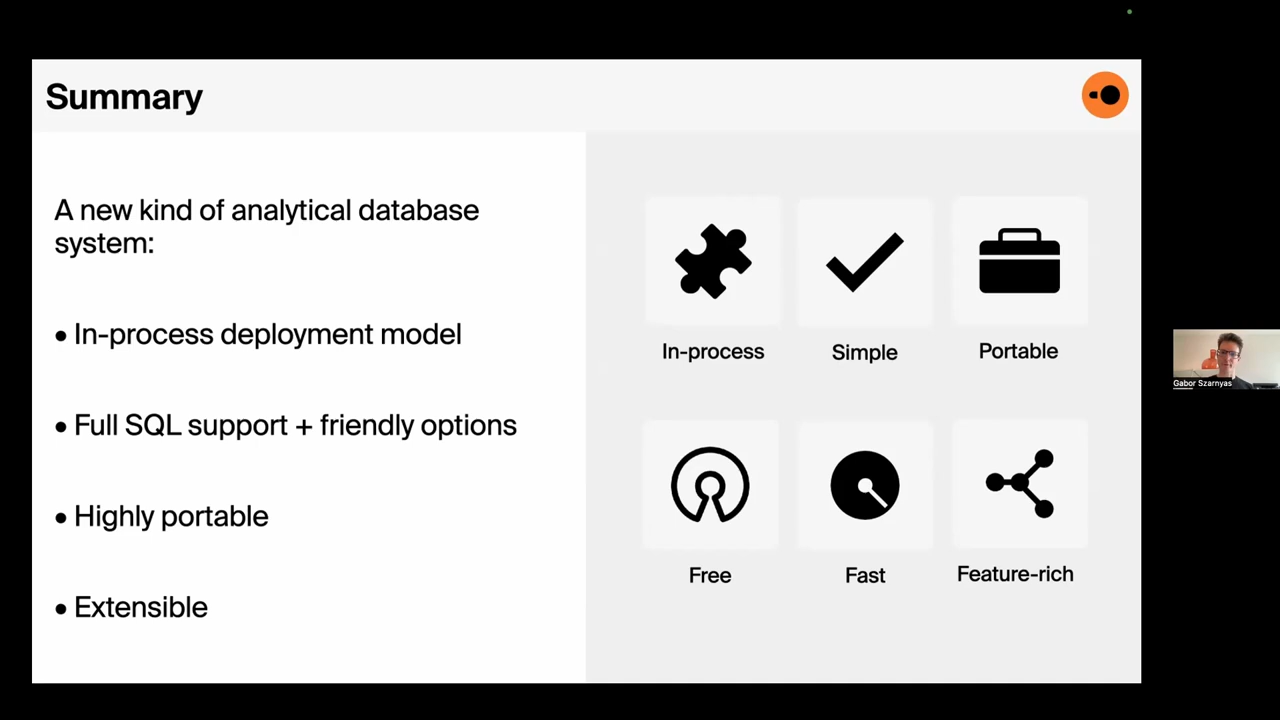 Summary
A new kind of analytical database
system:
• In-process deployment model
• Full SQL support + friendly options
• Highly portable
• Extensible
In-process
Simple
Portable
Free
Fast
Feature-rich
Gabor Szarnyas